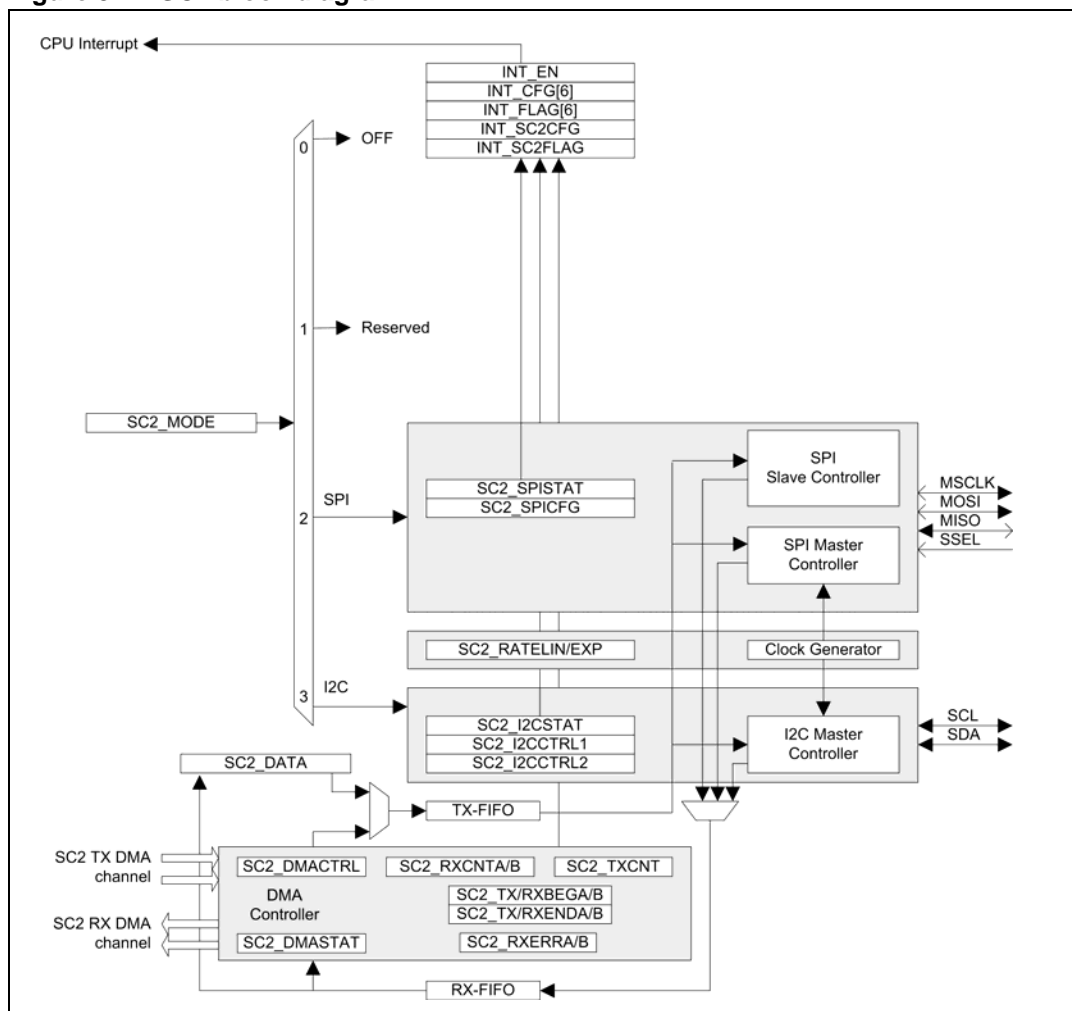 CPU Interrupt
INT_EN
INT_CFG[6]
INT_FLAG[6]
INT_SC2CFG
INT_SC2FLAG
0
OFF
1
Reserved
SC2_MODE
SPI
2
SC2_SPISTAT
SC2_SPICFG
SPI
Slave Controller
SPI Master
Controller
MSCLK
MOSI
MISO
SSEL
SC2_RATELIN/EXP
Clock Generator
3
I2C
SC2_I2CSTAT
SC2_I2CCTRL1
SC2_I2CCTRL2
I2C Master
Controller
SCL
SDA
SC2_DATA
TX-FIFO
SC2 TX DMA
channel
SC2_DMACTRL
SC2_RXCNTA/B
SC2_TXCNT
DMA
Controller
SC2_TX/RXBEGA/B
SC2_TX/RXENDA/B
SC2 RX DMA
channel
SC2_DMASTAT
SC2_RXERRA/B
RX-FIFO